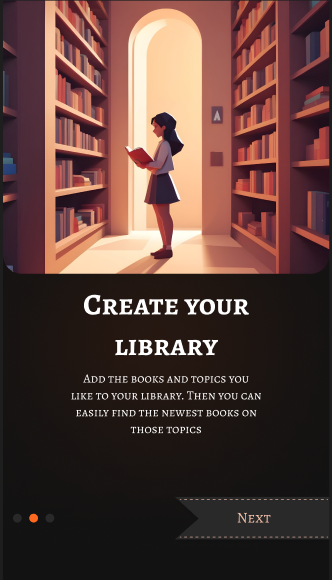 Create your
library
Add the books and topics you
like to your library. Then you can
easily find the newest books on
those topics
Next